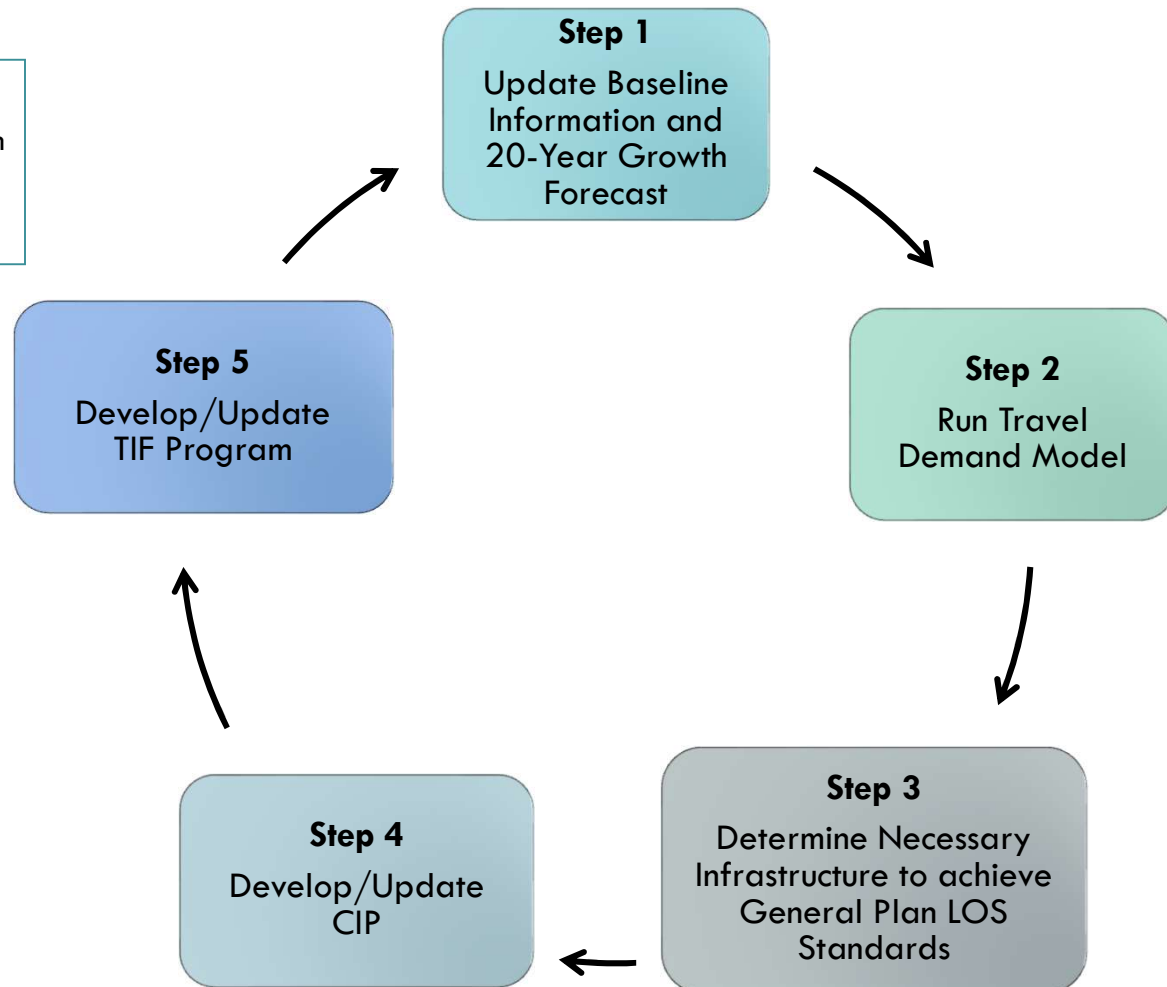 Step 1
Update Baseline
Information and
20-Year Growth
Forecast
Step 2
Run Travel
Demand Model
Step 3
Determine Necessary
Infrastructure to achieve
General Plan LOS
Standards
Step 4
Develop/Update
CIP
Step 5
Develop/Update
TIF Program